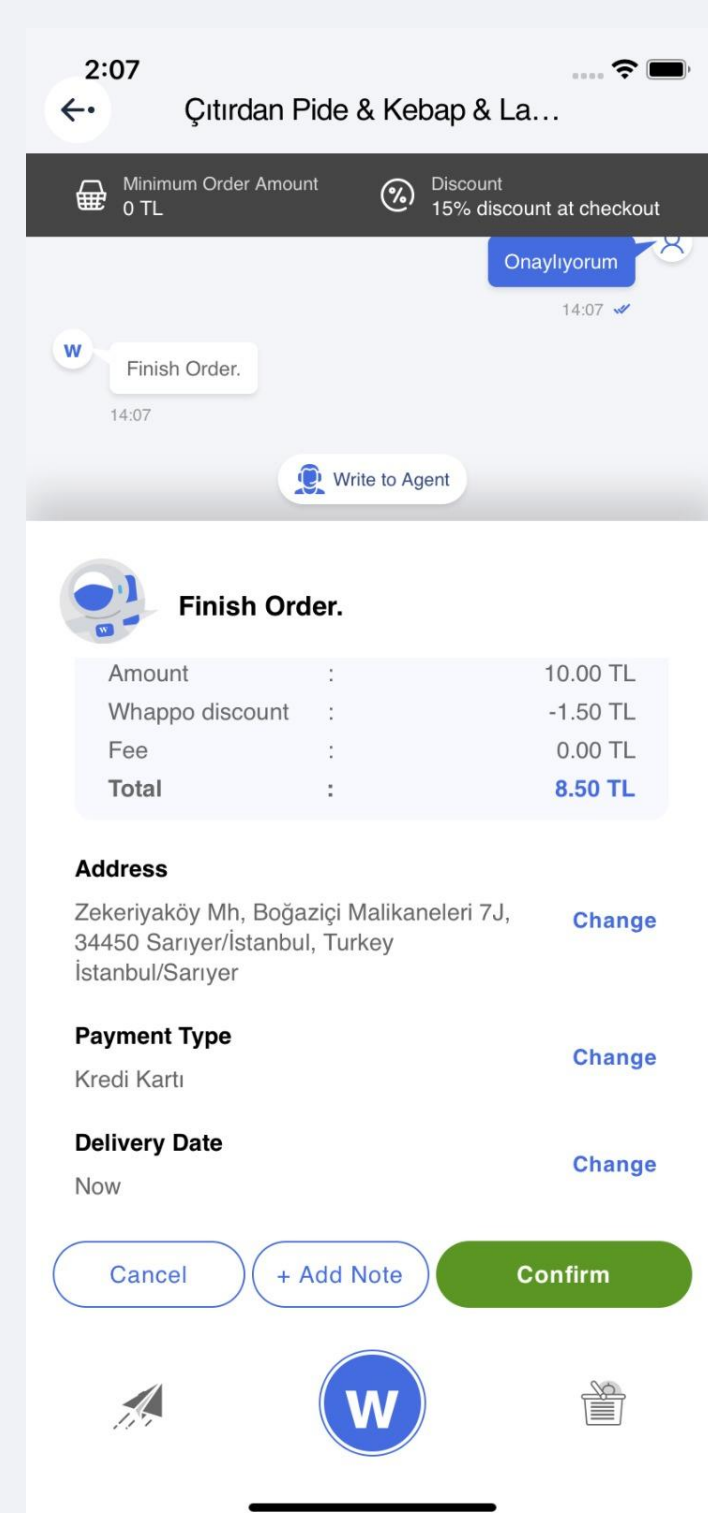 2:07
Çıtırdan Pide & Kebap & La...
Minimum Order Amount
0 TL
Discount
15% discount at checkout
Onaylıyorum
14:07
W
Finish Order.
14:07
Write to Agent
W
Finish Order.
Amount : 10.00 TL
Whappo discount : -1.50 TL
Fee : 0.00 TL
Total : 8.50 TL
Address
Zekeriyaköy Mh, Boğaziçi Malikaneleri 7J,
34450 Sarıyer/İstanbul, Turkey
İstanbul/Sarıyer
Change
Payment Type
Kredi Kartı
Change
Delivery Date
Now
Change
Cancel
+ Add Note
Confirm
W